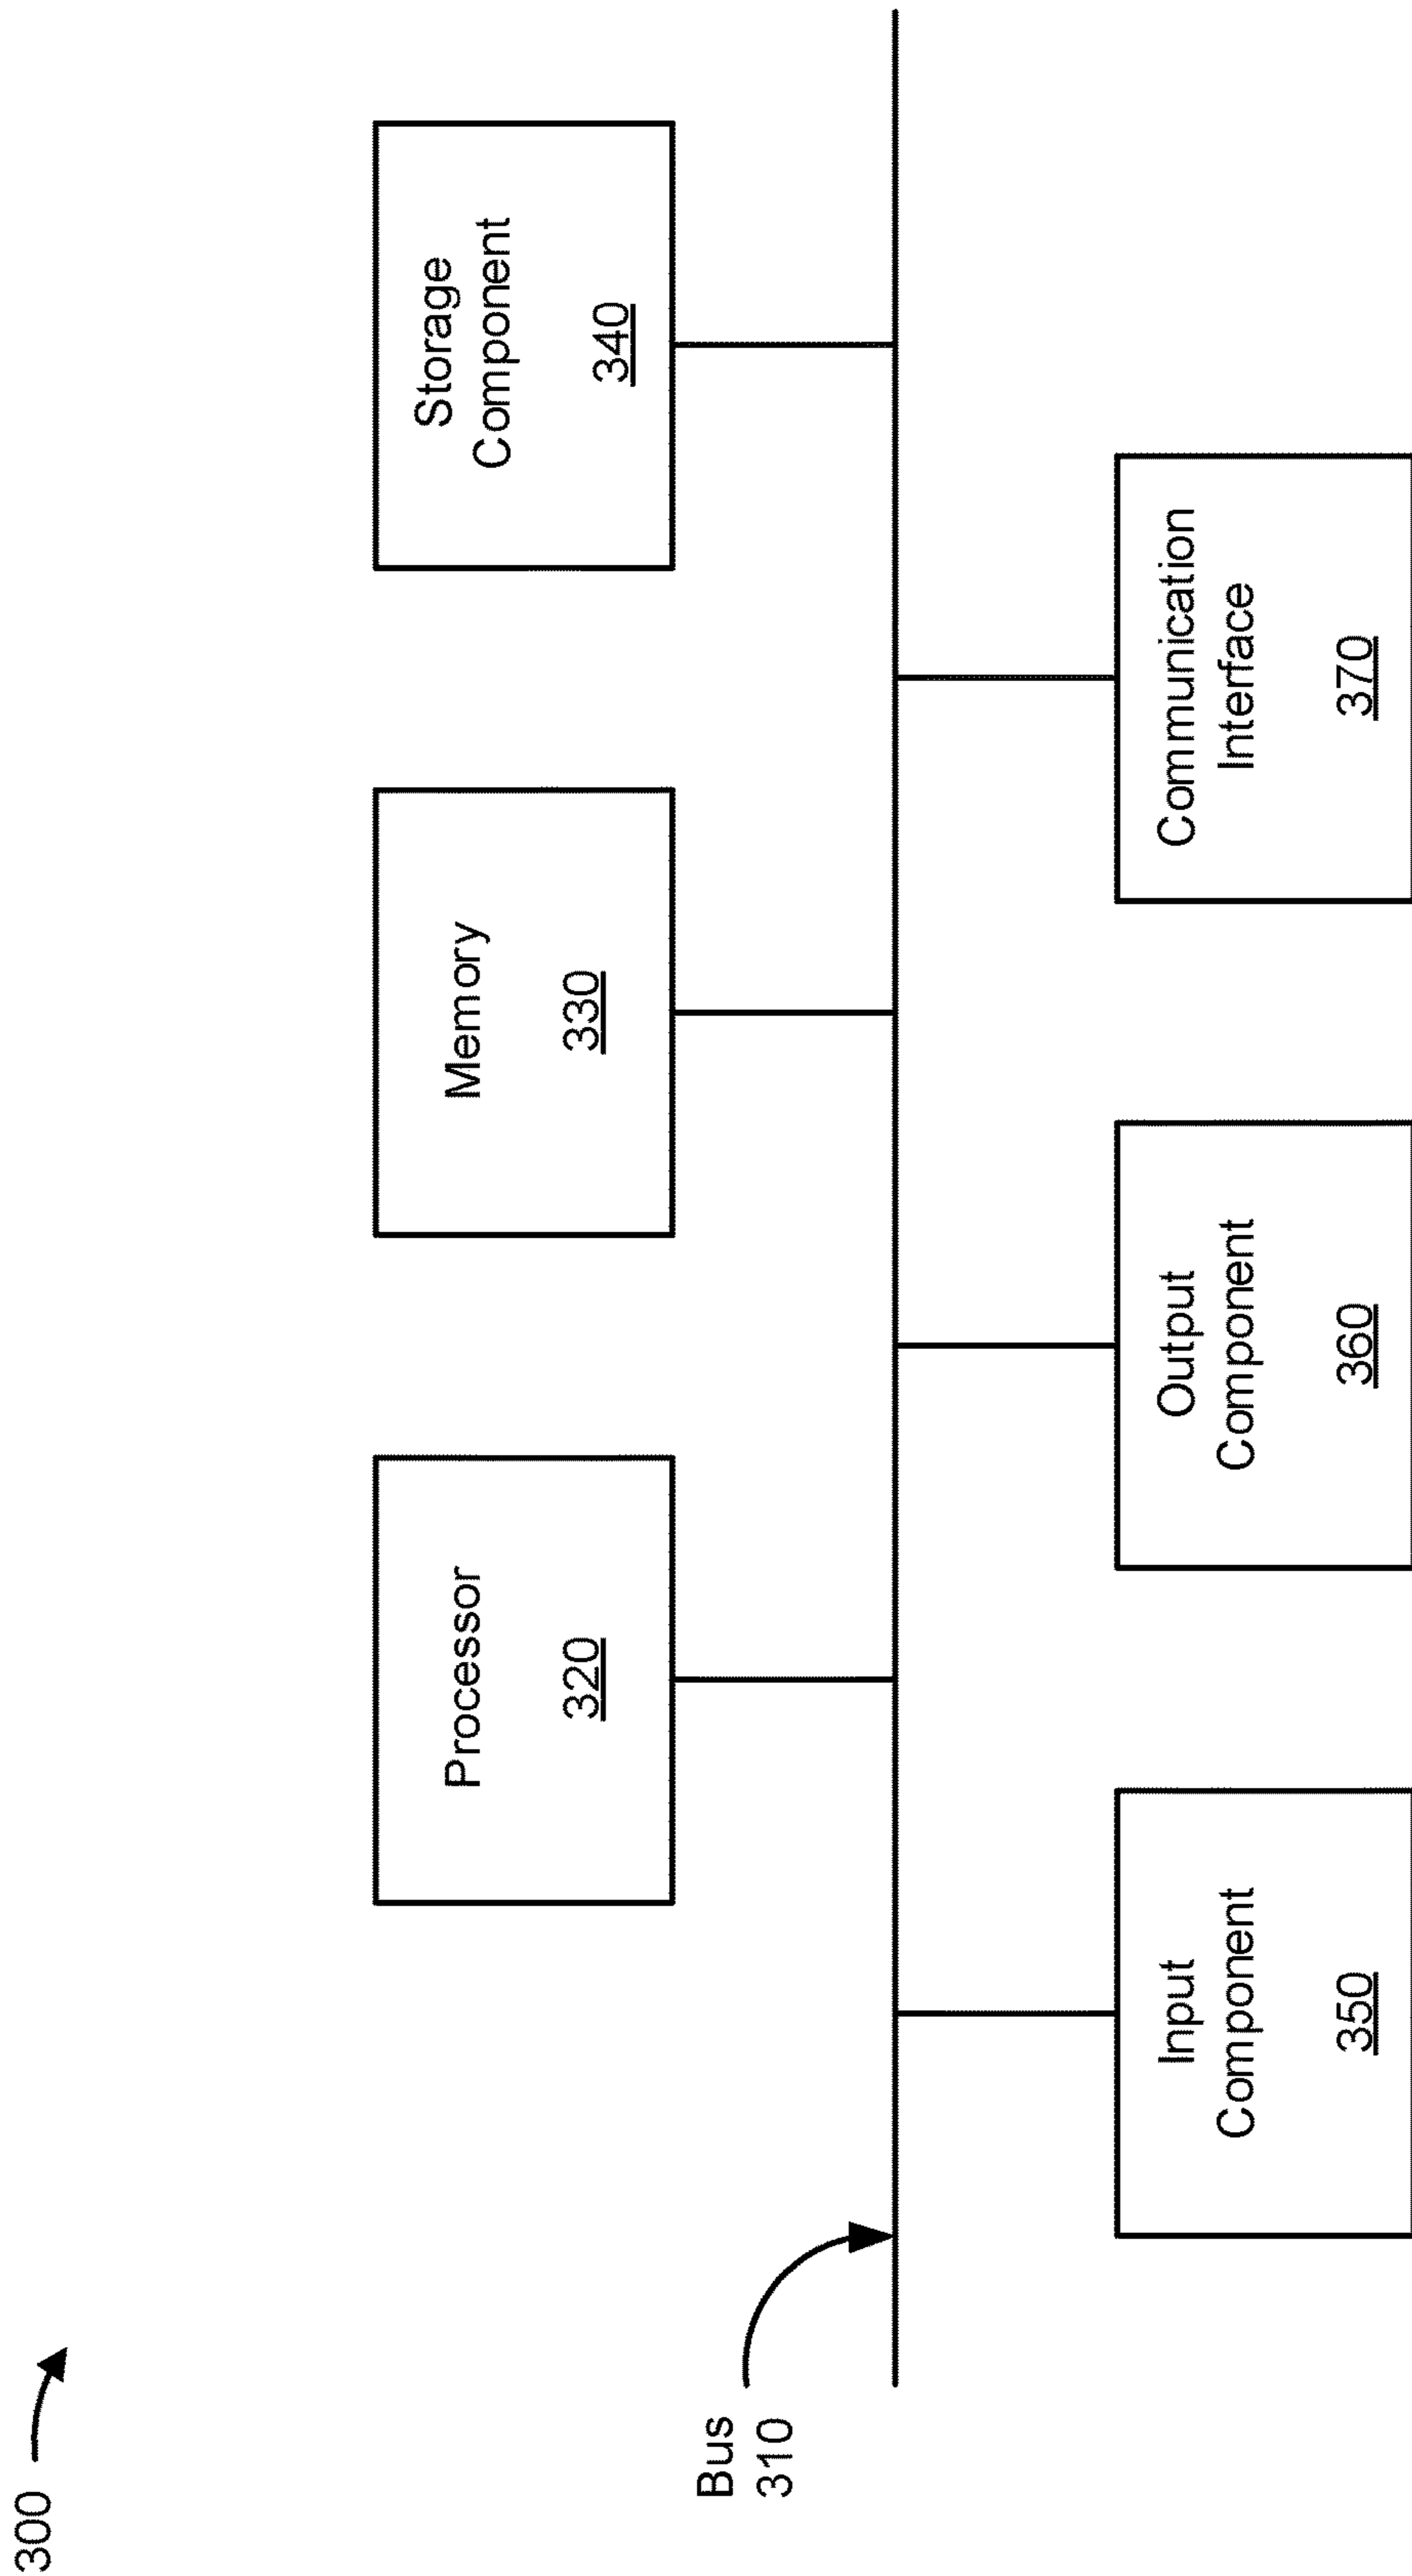 300
Processor
320
Memory
330
Storage
Component
340
Bus
310
Input
Component
350
Output
Component
360
Communication
Interface
370